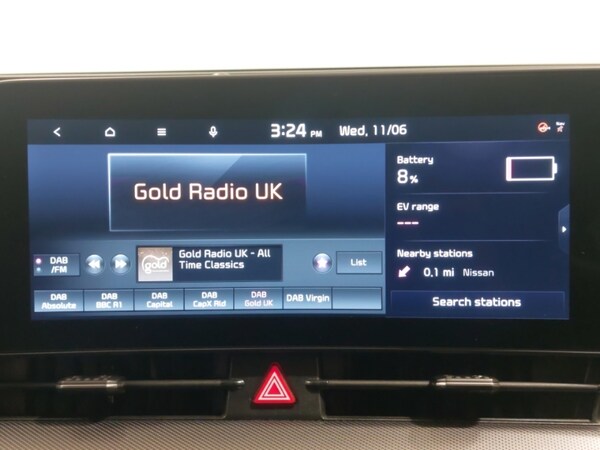 3:24 PM Wed, 11/06
Gold Radio UK
Battery
8%
EV range
---
Nearby stations
0.1 mi Nissan
Search stations
DAB
/FM
gold
Gold Radio UK - All
Time Classics
List
DAB
Absolute
DAB
BBC R1
DAB
Capital
DAB
CapX Rld
DAB
Gold UK
DAB Virgin